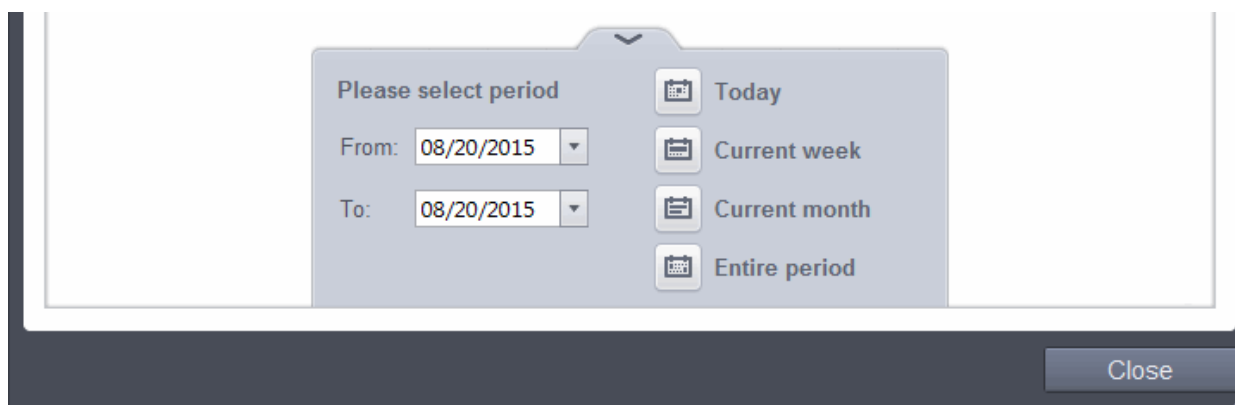 Please select period
From: 08/20/2015
To: 08/20/2015
Today
Current week
Current month
Entire period
Close